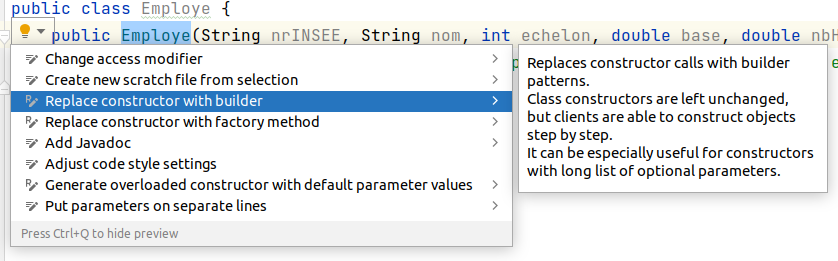 public class Employe {
public Employe(String nrINSEE, String nom, int echelon, double base, double nbH
Change access modifier
Create new scratch file from selection
Replace constructor with builder
Replace constructor with factory method
Add Javadoc
Adjust code style settings
Generate overloaded constructor with default parameter values
Put parameters on separate lines
Press Ctrl+Q to hide preview
Replaces constructor calls with builder
patterns.
Class constructors are left unchanged,
but clients are able to construct objects
step by step.
It can be especially useful for constructors
with long list of optional parameters.